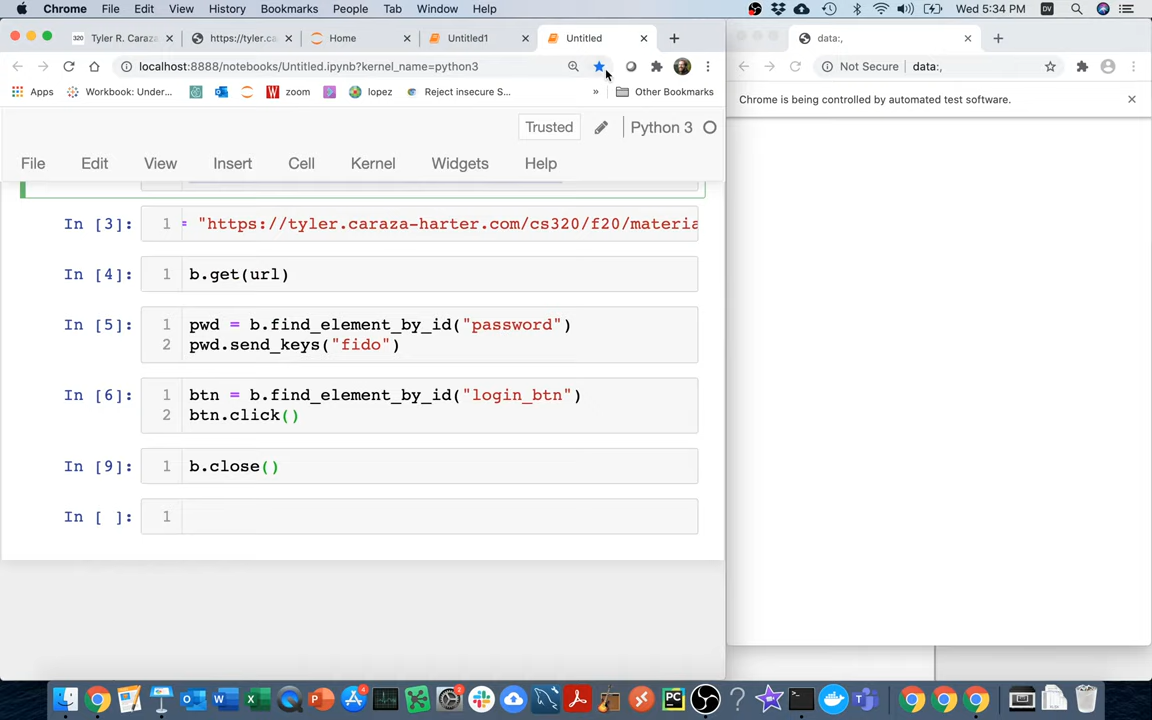 Chrome File Edit View History Bookmarks People Tab Window Help Wed 5:34 PM DV
320 Tyler R. Caraza https://tyler.ca Home Untitled1 Untitled
localhost:8888/notebooks/Untitled.ipynb?kernel_name=python3
Apps Workbook: Under... zoom lopez Reject insecure S... » Other Bookmarks
Trusted Python 3
File Edit View Insert Cell Kernel Widgets Help
In [3]: 1 = "https://tyler.caraza-harter.com/cs320/f20/materia
In [4]: 1 b.get(url)
In [5]: 1 pwd = b.find_element_by_id("password")
2 pwd.send_keys("fido")
In [6]: 1 btn = b.find_element_by_id("login_btn")
2 btn.click()
In [9]: 1 b.close()
In [ ]: 1
data:,
Not Secure data:,
Chrome is being controlled by automated test software.